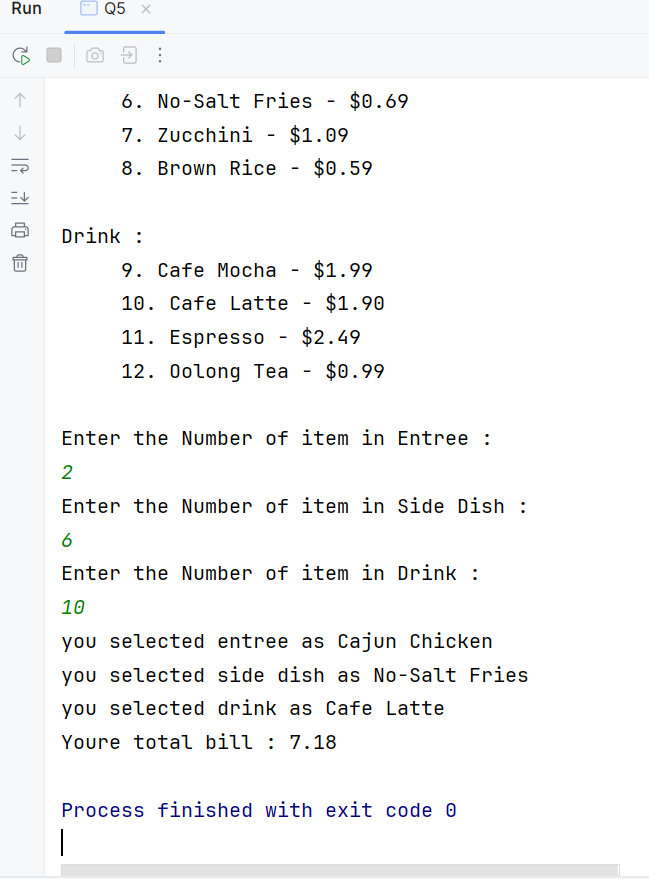 Run Q5
6. No-Salt Fries - $0.69
7. Zucchini - $1.09
8. Brown Rice - $0.59
Drink :
9. Cafe Mocha - $1.99
10. Cafe Latte - $1.90
11. Espresso - $2.49
12. Oolong Tea - $0.99
Enter the Number of item in Entree :
2
Enter the Number of item in Side Dish :
6
Enter the Number of item in Drink :
10
you selected entree as Cajun Chicken
you selected side dish as No-Salt Fries
you selected drink as Cafe Latte
Youre total bill : 7.18
Process finished with exit code 0